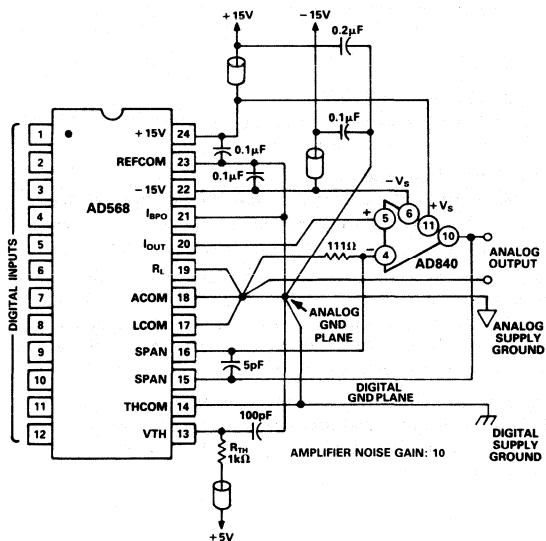 +15V
-15V
0.2μF
0.1μF
DIGITAL INPUTS
1
2
3
4
5
6
7
8
9
10
11
12
AD568
+15V 24
REFCOM 23
-15V 22
IBPO 21
IOUT 20
RL 19
ACOM 18
LCOM 17
SPAN 16
SPAN 15
THCOM 14
VTH 13
0.1μF
0.1μF
-VS
+VS
+
5
6
11
10
-
4
AD840
111Ω
ANALOG
OUTPUT
ANALOG
GND
PLANE
ANALOG
SUPPLY
GROUND
5pF
DIGITAL
GND PLANE
DIGITAL
SUPPLY
GROUND
100pF
RTH
1kΩ
+5V
AMPLIFIER NOISE GAIN: 10